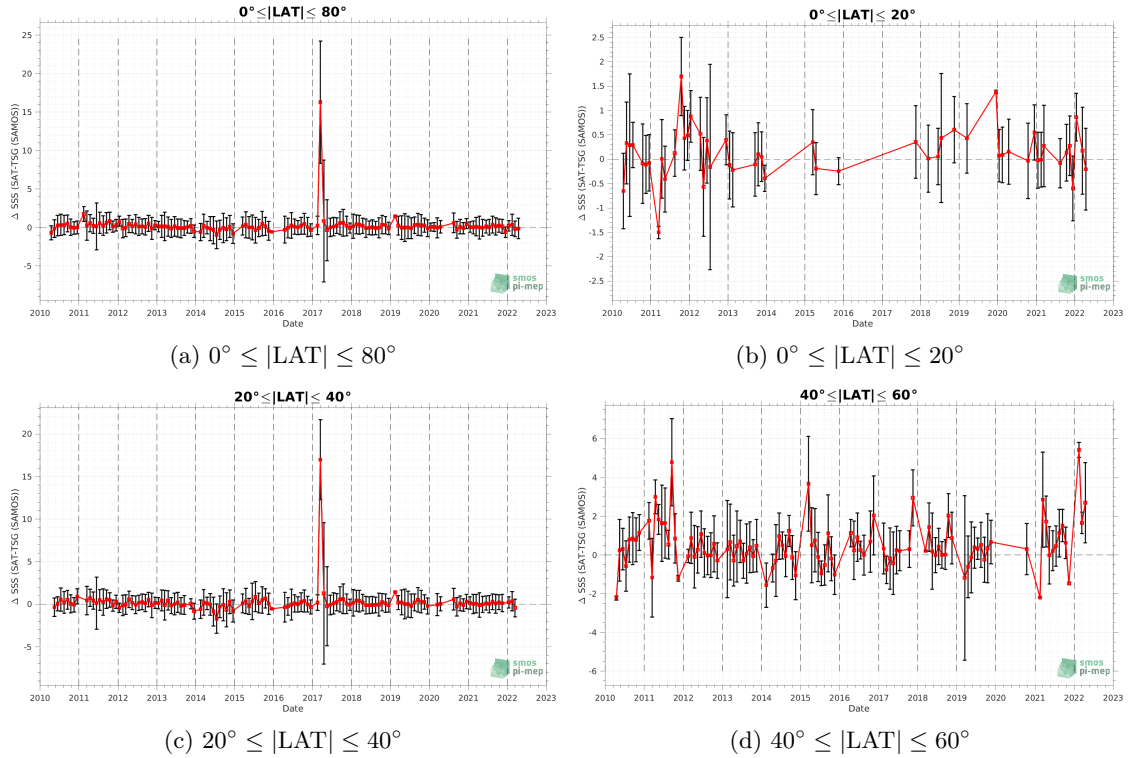 0°≤|LAT|≤ 80°
Δ SSS (SAT-TSG (SAMOS))
25
20
15
10
5
0
-5
2010 2011 2012 2013 2014 2015 2016 2017 2018 2019 2020 2021 2022 2023
Date
smos
pi-mep
(a) 0° ≤ |LAT| ≤ 80°
0°≤|LAT|≤ 20°
Δ SSS (SAT-TSG (SAMOS))
2.5
2
1.5
1
0.5
0
-0.5
-1
-1.5
-2
-2.5
2010 2011 2012 2013 2014 2015 2016 2017 2018 2019 2020 2021 2022 2023
Date
smos
pi-mep
(b) 0° ≤ |LAT| ≤ 20°
20°≤|LAT|≤ 40°
Δ SSS (SAT-TSG (SAMOS))
20
15
10
5
0
-5
2010 2011 2012 2013 2014 2015 2016 2017 2018 2019 2020 2021 2022 2023
Date
smos
pi-mep
(c) 20° ≤ |LAT| ≤ 40°
40°≤|LAT|≤ 60°
Δ SSS (SAT-TSG (SAMOS))
6
4
2
0
-2
-4
-6
2010 2011 2012 2013 2014 2015 2016 2017 2018 2019 2020 2021 2022 2023
Date
smos
pi-mep
(d) 40° ≤ |LAT| ≤ 60°